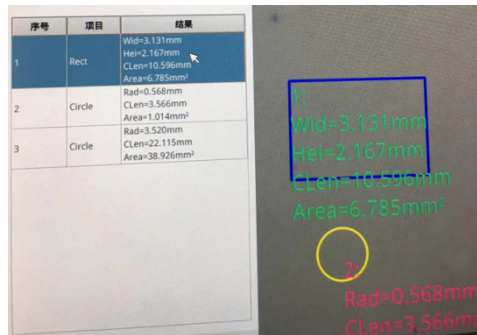 序号 项目 结果
1 Rect Wid=3.131mm
Hei=2.167mm
CLen=10.596mm
Area=6.785mm²
2 Circle Rad=0.568mm
CLen=3.566mm
Area=1.014mm²
3 Circle Rad=3.520mm
CLen=22.115mm
Area=38.926mm²
1:
Wid=3.131mm
Hei=2.167mm
CLen=10.596mm
Area=6.785mm²
2:
Rad=0.568mm
CLen=3.566m